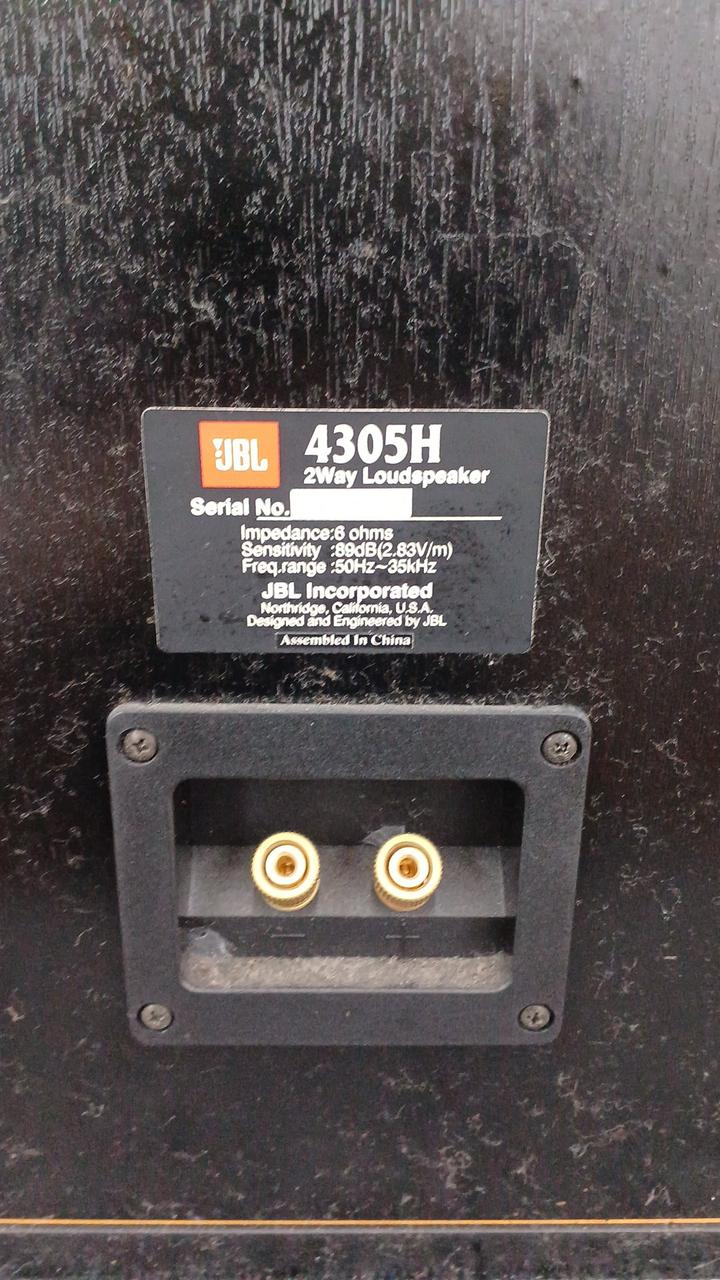 JBL
4305H
2Way Loudspeaker
Serial No.
Impedance:6 ohms
Sensitivity :89dB(2.83V/m)
Freq.range :50Hz~35kHz
JBL Incorporated
Northridge, California, U.S.A.
Designed and Engineered by JBL
Assembled In China
— +